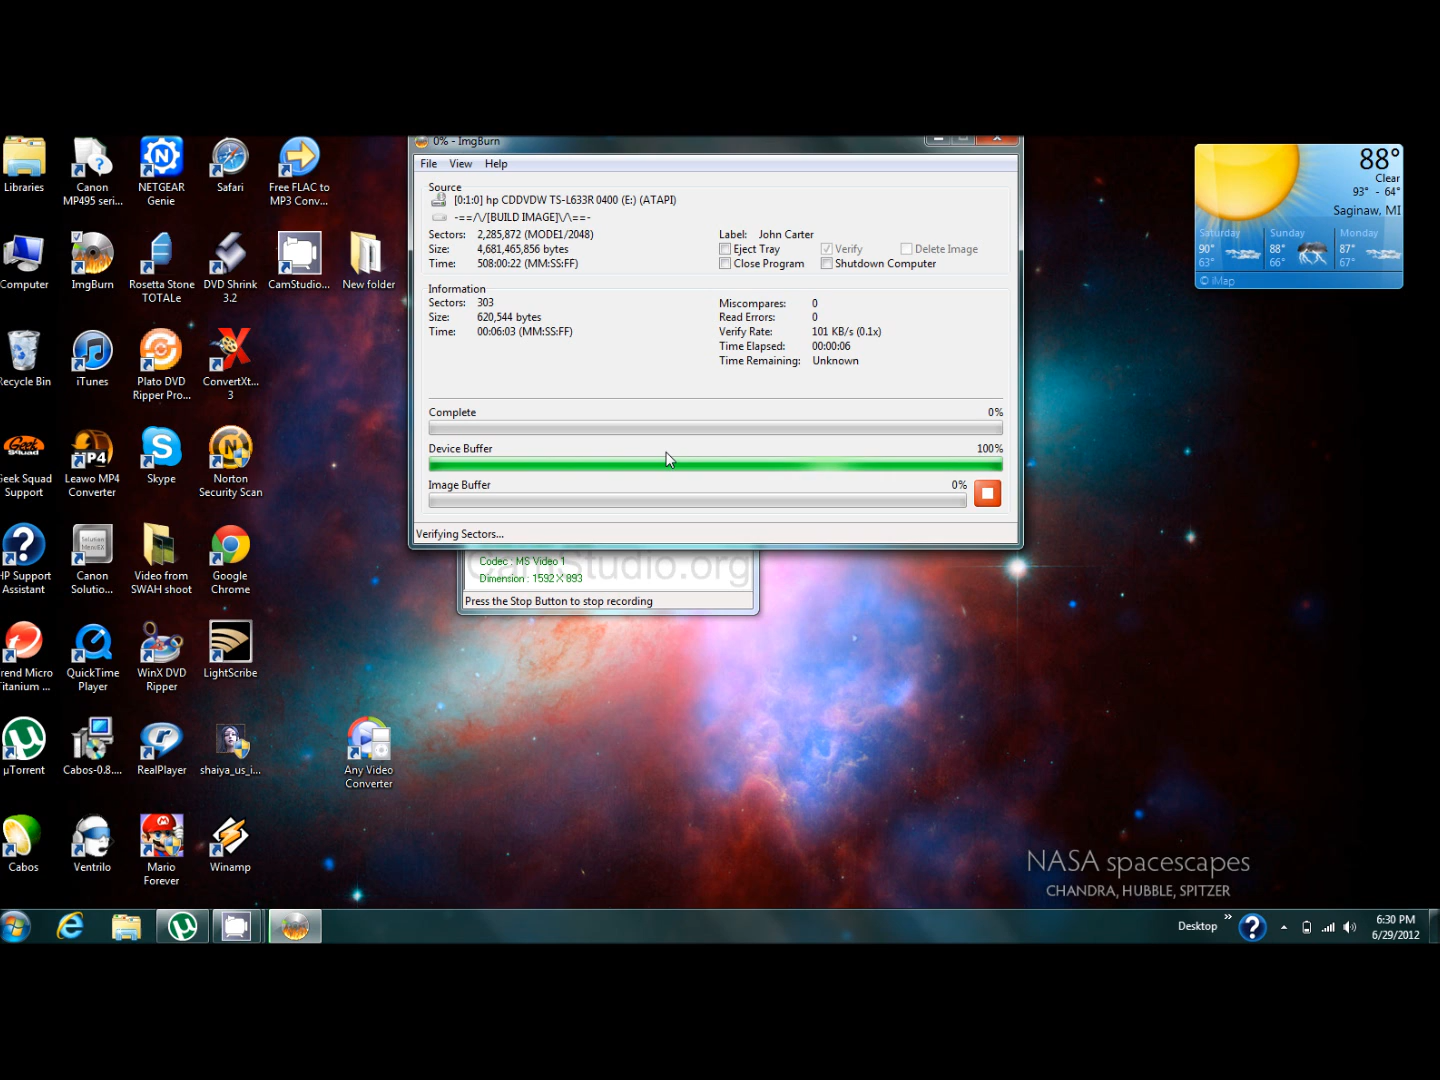 Libraries
Canon MP495 seri...
NETGEAR Genie
Safari
Free FLAC to MP3 Conv...
Computer
ImgBurn
Rosetta Stone TOTALe
DVD Shrink 3.2
CamStudio...
New folder
Recycle Bin
iTunes
Plato DVD Ripper Pro...
ConvertXt... 3
Geek Squad
Geek Squad Support
MP4
Leawo MP4 Converter
Skype
Norton Security Scan
HP Support Assistant
Canon Solutio...
Video from SWAH shoot
Google Chrome
Trend Micro Titanium ...
QuickTime Player
WinX DVD Ripper
LightScribe
µTorrent
Cabos-0.8....
RealPlayer
shaiya_us_i...
Any Video Converter
Cabos
Ventrilo
Mario Forever
Winamp
0% - ImgBurn
File View Help
Source
[0:1:0] hp CDDVDW TS-L633R 0400 (E:) (ATAPI)
-==/\/[BUILD IMAGE]\/\==-
Sectors: 2,285,872 (MODE1/2048)
Size: 4,681,465,856 bytes
Time: 508:00:22 (MM:SS:FF)
Label: John Carter
Eject Tray Verify Delete Image
Close Program Shutdown Computer
Information
Sectors: 303
Size: 620,544 bytes
Time: 00:06:03 (MM:SS:FF)
Miscompares: 0
Read Errors: 0
Verify Rate: 101 KB/s (0.1x)
Time Elapsed: 00:00:06
Time Remaining: Unknown
Complete 0%
Device Buffer 100%
Image Buffer 0%
Verifying Sectors...
CamStudio.org
Codec : MS Video 1
Dimension : 1592 X 893
Press the Stop Button to stop recording
88°
Clear
93° - 64°
Saginaw, MI
Saturday Sunday Monday
90° 88° 87°
63° 66° 67°
© iMap
NASA spacescapes
CHANDRA, HUBBLE, SPITZER
Desktop
6:30 PM
6/29/2012